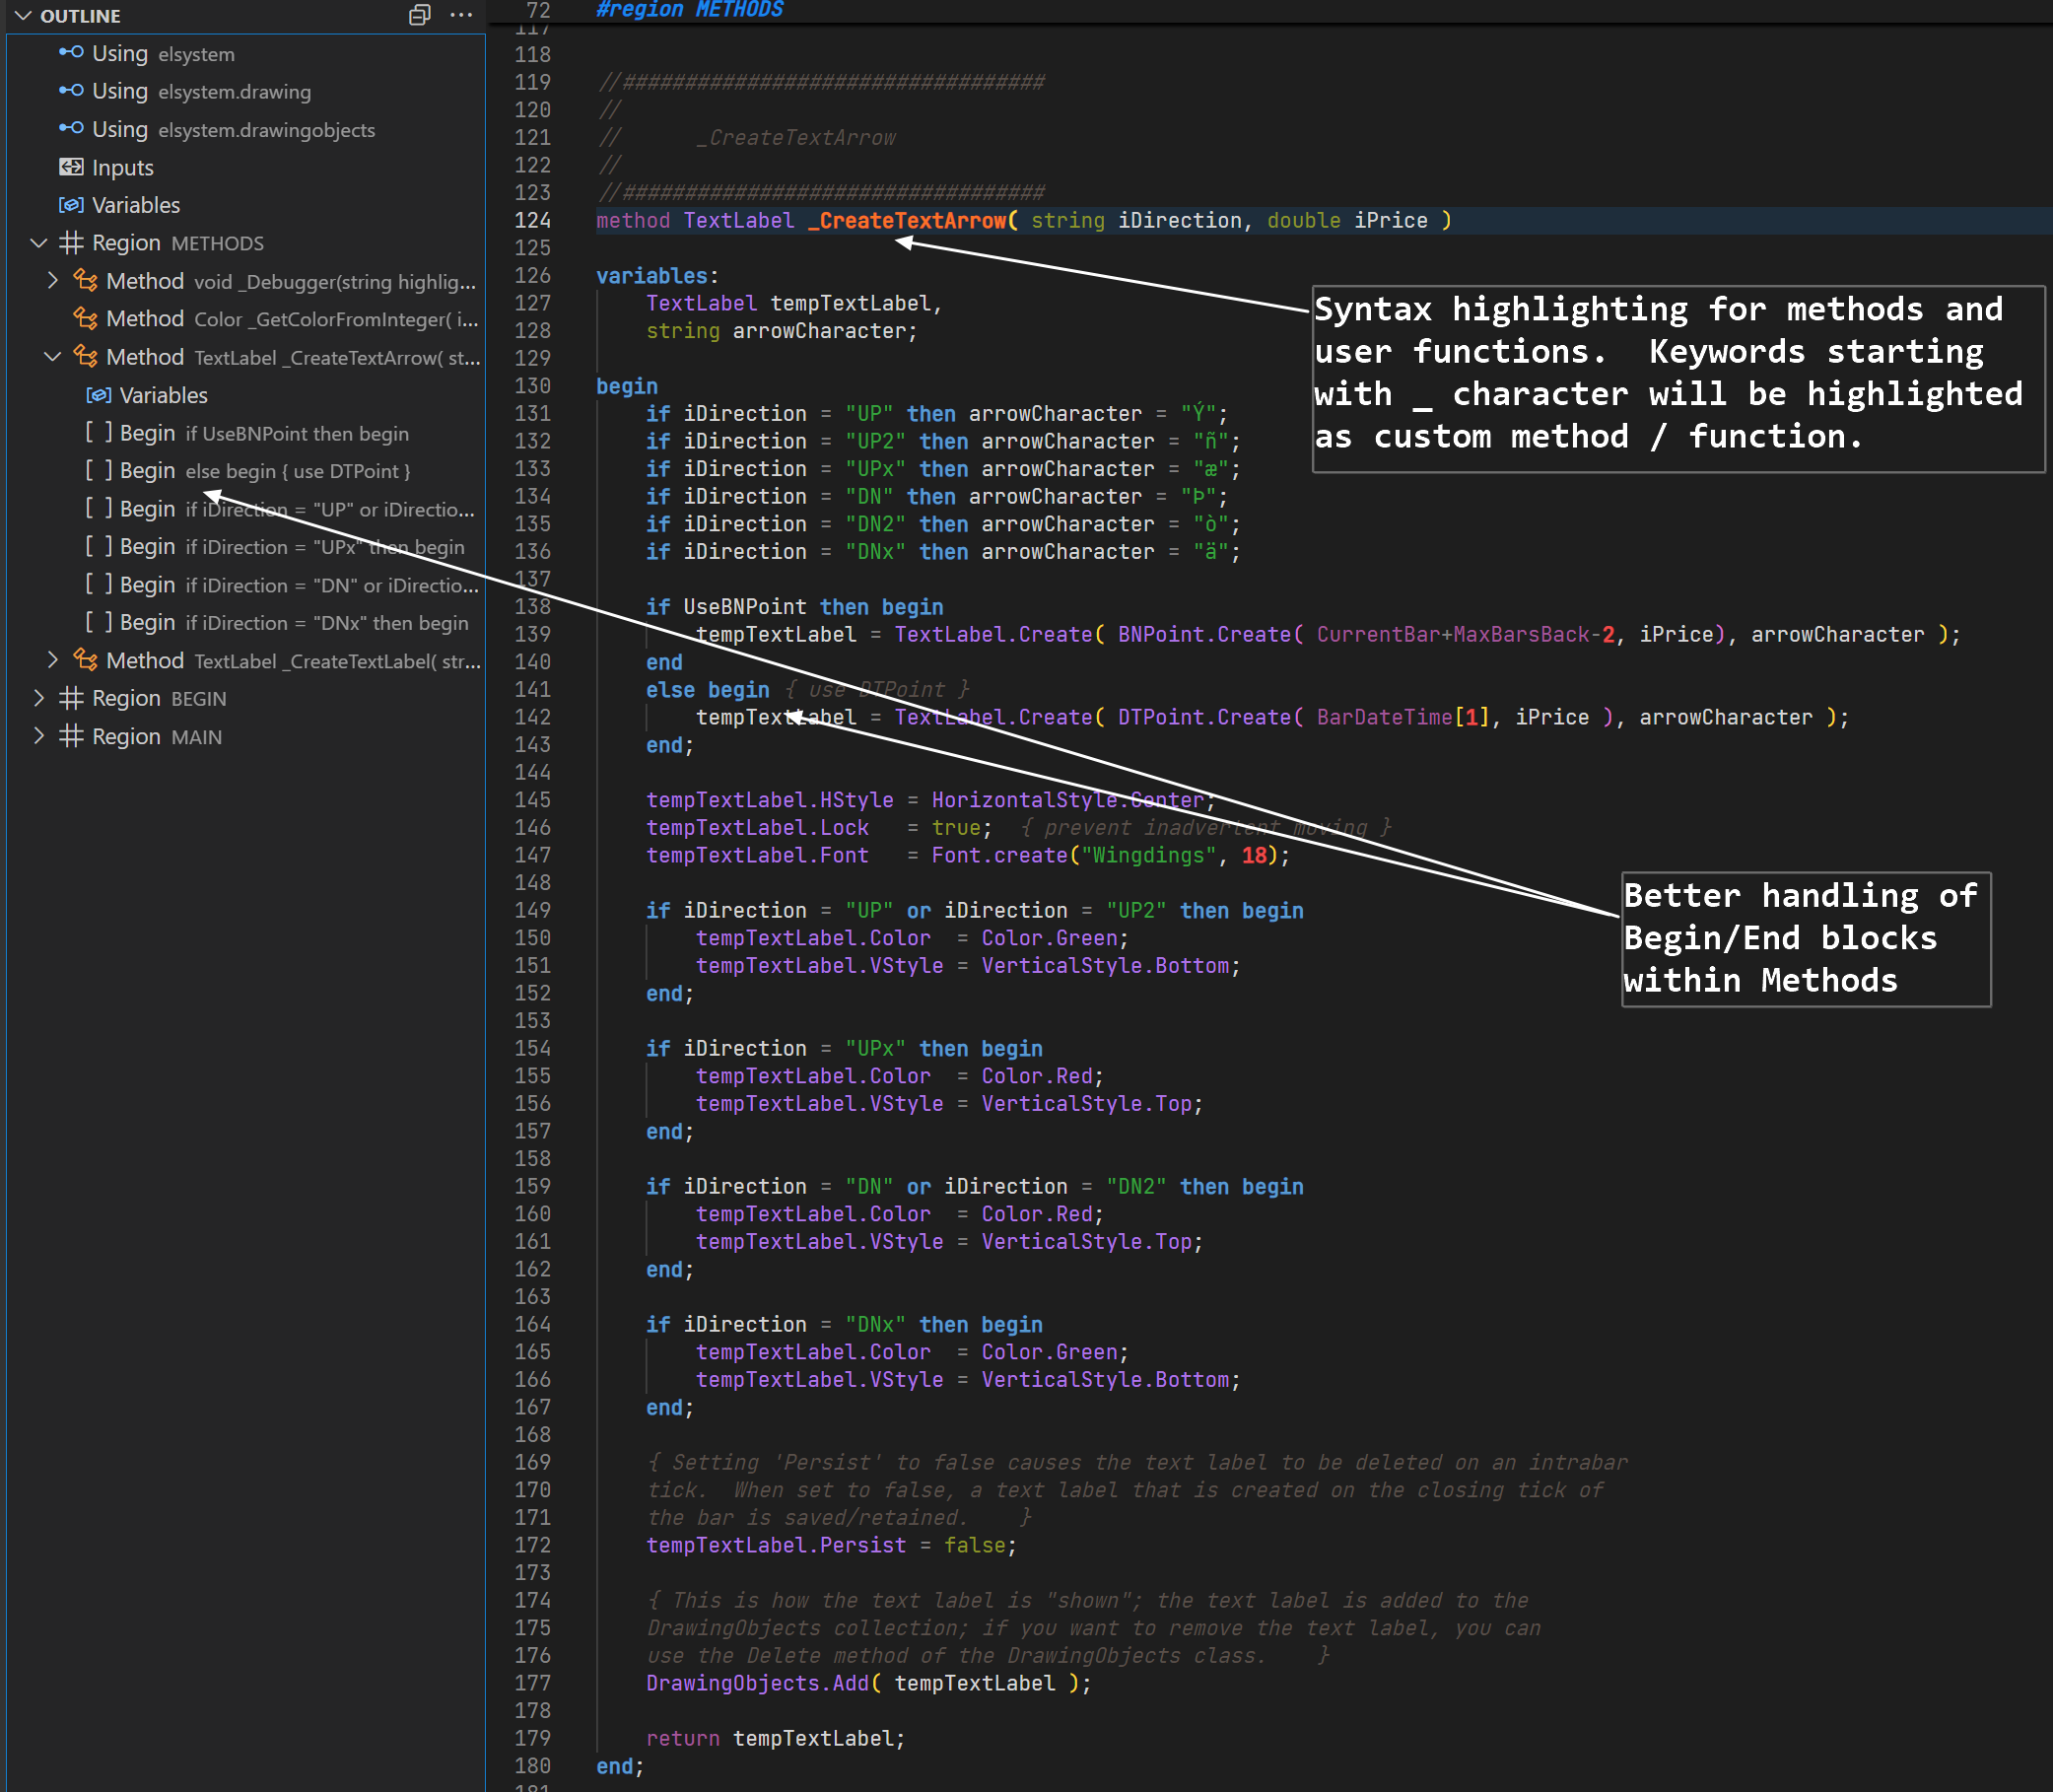 OUTLINE
Using elsystem
Using elsystem.drawing
Using elsystem.drawingobjects
Inputs
Variables
Region METHODS
Method void _Debugger(string highlig...
Method Color _GetColorFromInteger( i...
Method TextLabel _CreateTextArrow( st...
Variables
[ ] Begin if UseBNPoint then begin
[ ] Begin else begin { use DTPoint }
[ ] Begin if iDirection = "UP" or iDirectio...
[ ] Begin if iDirection = "UPx" then begin
[ ] Begin if iDirection = "DN" or iDirectio...
[ ] Begin if iDirection = "DNx" then begin
Method TextLabel _CreateTextLabel( str...
Region BEGIN
Region MAIN
72 #region METHODS
117
118
119 //##################################
120 //
121 // _CreateTextArrow
122 //
123 //##################################
124 method TextLabel _CreateTextArrow( string iDirection, double iPrice )
125
126 variables:
127 TextLabel tempTextLabel,
128 string arrowCharacter;
129
130 begin
131 if iDirection = "UP" then arrowCharacter = "Ý";
132 if iDirection = "UP2" then arrowCharacter = "ñ";
133 if iDirection = "UPx" then arrowCharacter = "æ";
134 if iDirection = "DN" then arrowCharacter = "Þ";
135 if iDirection = "DN2" then arrowCharacter = "ò";
136 if iDirection = "DNx" then arrowCharacter = "ä";
137
138 if UseBNPoint then begin
139 tempTextLabel = TextLabel.Create( BNPoint.Create( CurrentBar+MaxBarsBack-2, iPrice), arrowCharacter );
140 end
141 else begin { use DTPoint }
142 tempTextLabel = TextLabel.Create( DTPoint.Create( BarDateTime[1], iPrice ), arrowCharacter );
143 end;
144
145 tempTextLabel.HStyle = HorizontalStyle.Center;
146 tempTextLabel.Lock = true; { prevent inadvertent moving }
147 tempTextLabel.Font = Font.create("Wingdings", 18);
148
149 if iDirection = "UP" or iDirection = "UP2" then begin
150 tempTextLabel.Color = Color.Green;
151 tempTextLabel.VStyle = VerticalStyle.Bottom;
152 end;
153
154 if iDirection = "UPx" then begin
155 tempTextLabel.Color = Color.Red;
156 tempTextLabel.VStyle = VerticalStyle.Top;
157 end;
158
159 if iDirection = "DN" or iDirection = "DN2" then begin
160 tempTextLabel.Color = Color.Red;
161 tempTextLabel.VStyle = VerticalStyle.Top;
162 end;
163
164 if iDirection = "DNx" then begin
165 tempTextLabel.Color = Color.Green;
166 tempTextLabel.VStyle = VerticalStyle.Bottom;
167 end;
168
169 { Setting 'Persist' to false causes the text label to be deleted on an intrabar
170 tick. When set to false, a text label that is created on the closing tick of
171 the bar is saved/retained. }
172 tempTextLabel.Persist = false;
173
174 { This is how the text label is "shown"; the text label is added to the
175 DrawingObjects collection; if you want to remove the text label, you can
176 use the Delete method of the DrawingObjects class. }
177 DrawingObjects.Add( tempTextLabel );
178
179 return tempTextLabel;
180 end;
181
Syntax highlighting for methods and
user functions. Keywords starting
with _ character will be highlighted
as custom method / function.
Better handling of
Begin/End blocks
within Methods